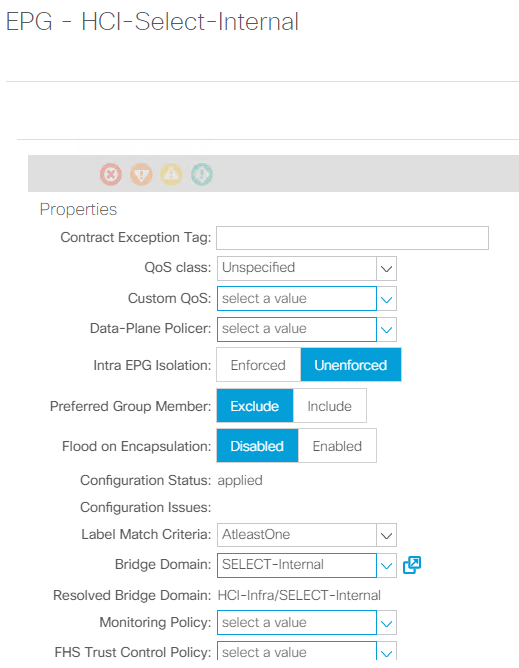 EPG - HCI-Select-Internal
Properties
Contract Exception Tag:
QoS class: Unspecified
Custom QoS: select a value
Data-Plane Policer: select a value
Intra EPG Isolation: Enforced Unenforced
Preferred Group Member: Exclude Include
Flood on Encapsulation: Disabled Enabled
Configuration Status: applied
Configuration Issues:
Label Match Criteria: AtleastOne
Bridge Domain: SELECT-Internal
Resolved Bridge Domain: HCI-Infra/SELECT-Internal
Monitoring Policy: select a value
FHS Trust Control Policy: select a value